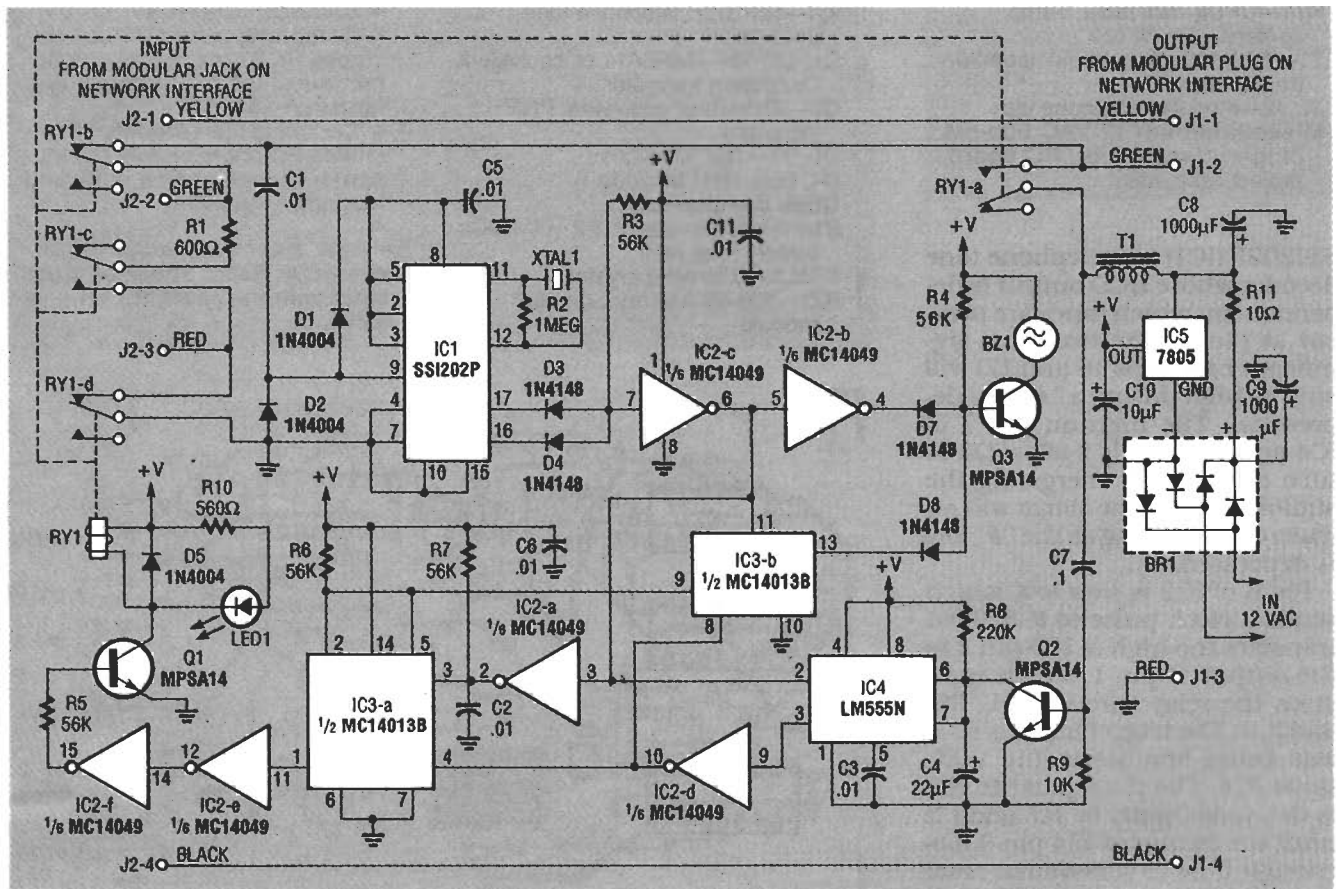 INPUT
FROM MODULAR JACK ON
NETWORK INTERFACE
YELLOW
J2-1
OUTPUT
FROM MODULAR PLUG ON
NETWORK INTERFACE
YELLOW
J1-1
RY1-b
GREEN
J2-2
C1
.01
R1
600Ω
RY1-c
RED
J2-3
RY1-d
D1
1N4004
D2
1N4004
C5
.01
8
5
2
3
9
4
7
10
15
11
12
17
16
IC1
SSI202P
XTAL1
R2
1MEG
D3
1N4148
D4
1N4148
+V
R3
56K
C11
.01
1
7
6
8
IC2-c
1/6 MC14049
IC2-b
1/6 MC14049
5
4
D7
1N4148
GREEN
J1-2
RY1-a
R4
56K
BZ1
Q3
MPSA14
T1
C8
1000µF
+
R11
10Ω
+V
OUT
IC5
7805
GND
+
C10
10µF
C9
1000
µF
+
-
+
BR1
IN
12 VAC
C7
.1
RY1
+V
R10
560Ω
D5
1N4004
LED1
Q1
MPSA14
R5
56K
15
IC2-f
1/6 MC14049
14
12
IC2-e
1/6 MC14049
11
+V
R6
56K
R7
56K
C6
.01
2
14
5
3
1
4
6
7
IC3-a
1/2 MC14013B
C2
.01
IC2-a
1/6 MC14049
2
3
11
13
9
8
10
IC3-b
1/2 MC14013B
D8
1N4148
+V
R8
220K
4
8
2
6
3
7
1
5
IC4
LM555N
C3
.01
C4
22µF
+
Q2
MPSA14
R9
10K
10
9
IC2-d
1/6 MC14049
RED
J1-3
J2-4
BLACK
BLACK
J1-4